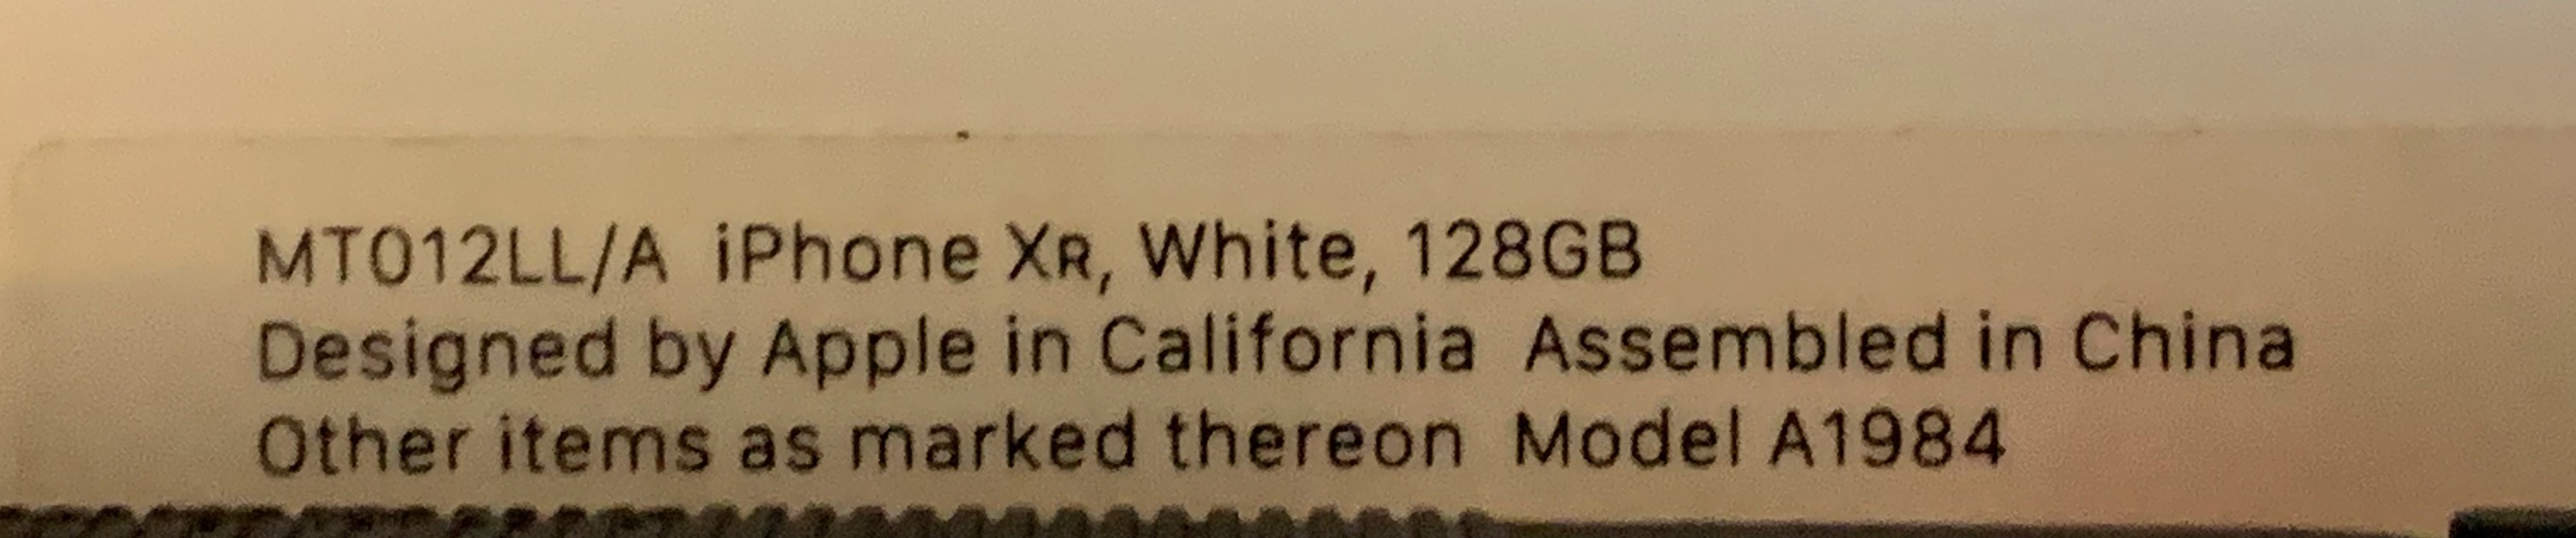 MT012LL/A iPhone XR, White, 128GB
Designed by Apple in California Assembled in China
Other items as marked thereon Model A1984